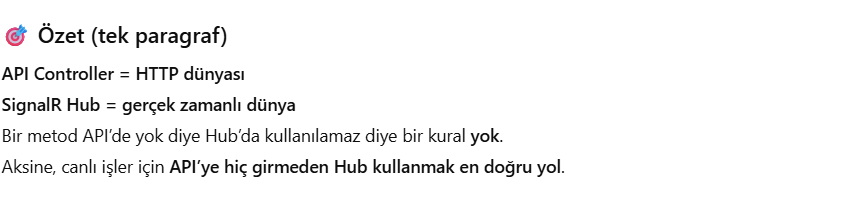 🎯 Özet (tek paragraf)
API Controller = HTTP dünyası
SignalR Hub = gerçek zamanlı dünya
Bir metod API’de yok diye Hub’da kullanılamaz diye bir kural yok.
Aksine, canlı işler için API’ye hiç girmeden Hub kullanmak en doğru yol.